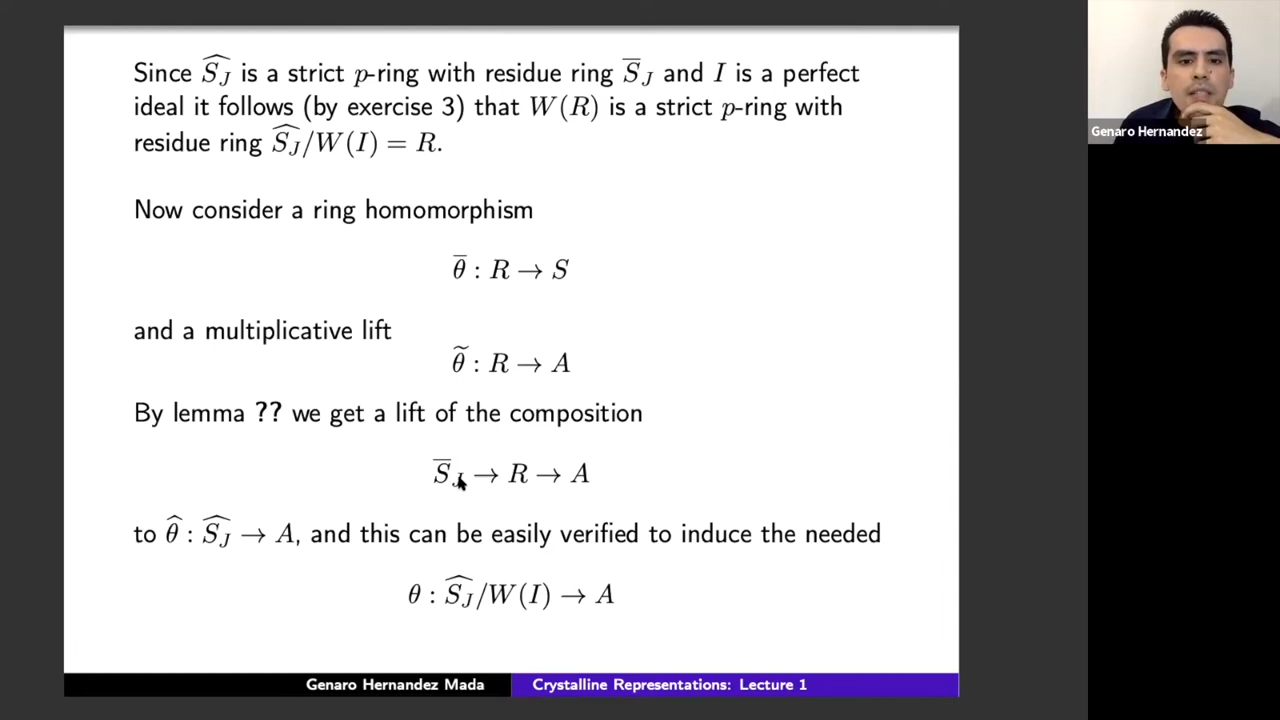 Since $\widehat{S_J}$ is a strict $p$-ring with residue ring $\overline{S}_J$ and $I$ is a perfect
ideal it follows (by exercise 3) that $W(R)$ is a strict $p$-ring with
residue ring $\widehat{S_J}/W(I) = R$.
Now consider a ring homomorphism
$\overline{\theta} : R \to S$
and a multiplicative lift
$\widetilde{\theta} : R \to A$
By lemma ?? we get a lift of the composition
$\overline{S}_J \to R \to A$
to $\widehat{\theta} : \widehat{S_J} \to A$, and this can be easily verified to induce the needed
$\theta : \widehat{S_J}/W(I) \to A$
Genaro Hernandez Mada
Crystalline Representations: Lecture 1
Genaro Hernandez